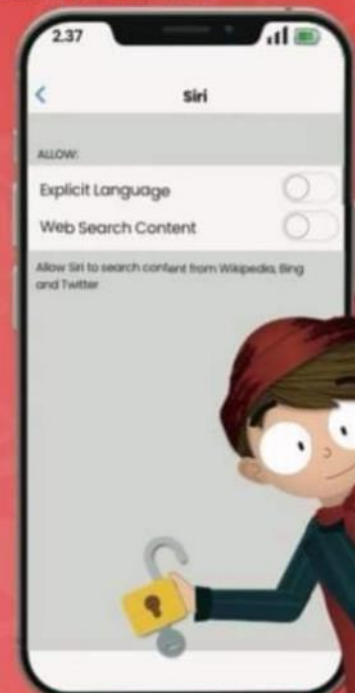 2.37
Siri
ALLOW:
Explicit Language
Web Search Content
Allow Siri to search content from Wikipedia, Bing
and Twitter